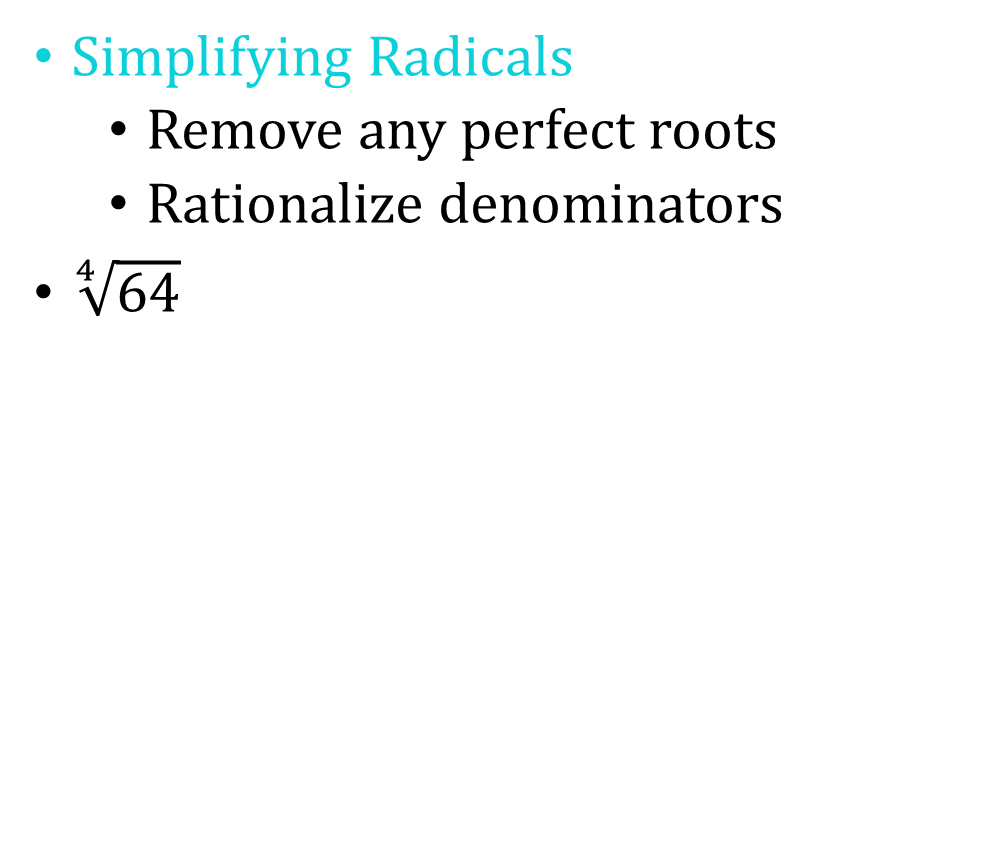 • Simplifying Radicals
• Remove any perfect roots
• Rationalize denominators
• ∜64